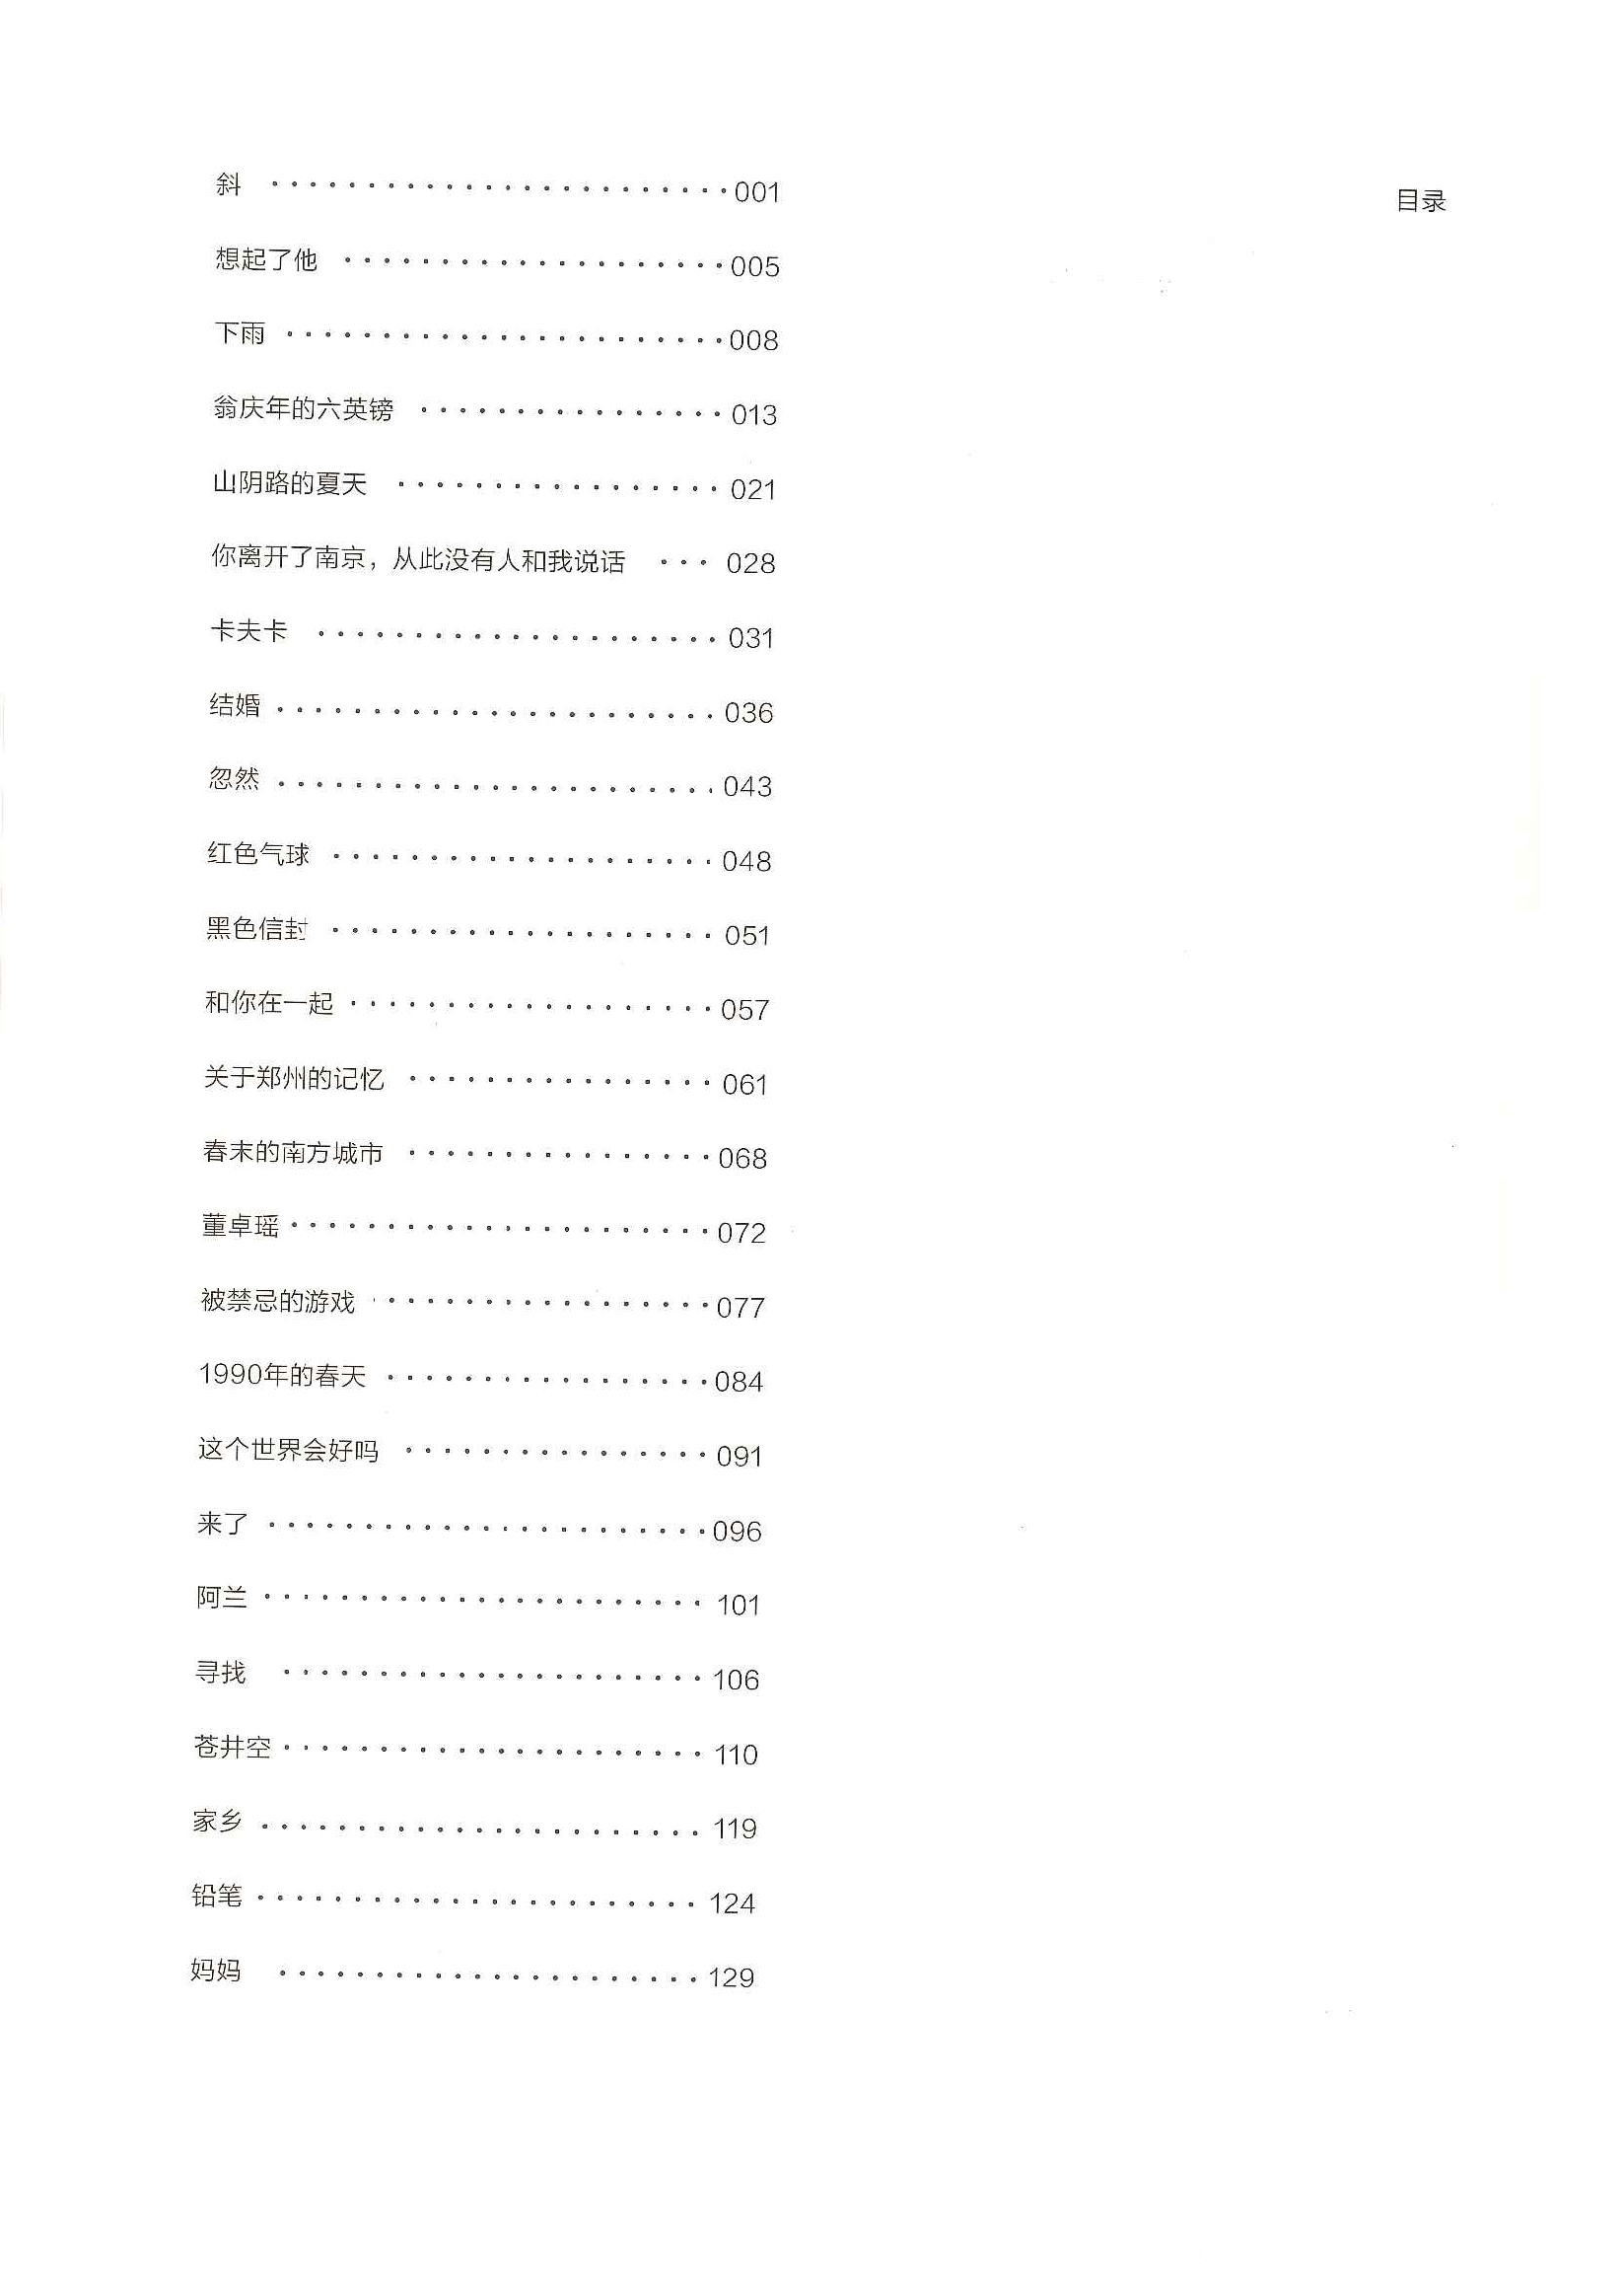 目录
斜 ························ 001
想起了他 ···················· 005
下雨 ······················· 008
翁庆年的六英镑 ················ 013
山阴路的夏天 ················· 021
你离开了南京，从此没有人和我说话 ··· 028
卡夫卡 ····················· 031
结婚 ······················· 036
忽然 ······················· 043
红色气球 ···················· 048
黑色信封 ···················· 051
和你在一起 ··················· 057
关于郑州的记忆 ················ 061
春末的南方城市 ················ 068
董卓瑶 ······················ 072
被禁忌的游戏 ·················· 077
1990年的春天 ················· 084
这个世界会好吗 ················ 091
来了 ······················· 096
阿兰 ······················· 101
寻找 ······················ 106
苍井空 ······················ 110
家乡 ······················· 119
铅笔 ······················· 124
妈妈 ······················ 129